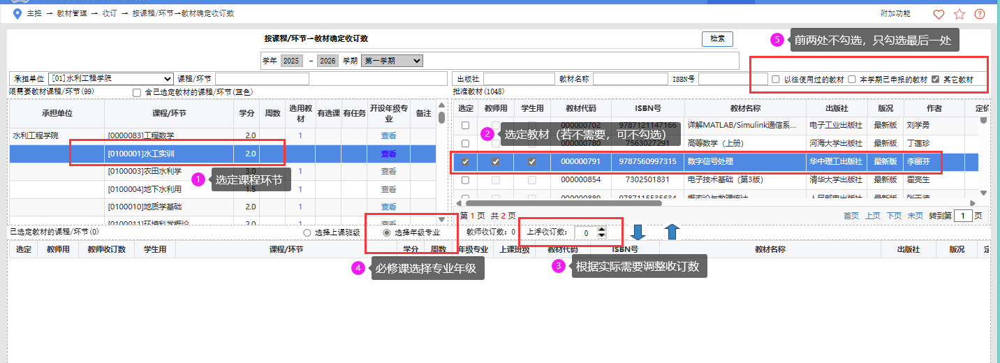 主控 → 教材管理 → 收订 → 按课程/环节→教材确定收订数
附加功能
按课程/环节→教材确定收订数
检索
5 前两处不勾选，只勾选最后一处
学年 2025 - 2026 学期 第一学期
承担单位 [01]水利工程学院 课程/环节
出版社 教材名称 ISBN号 以往使用过的教材 本学期已申报的教材 其它教材
限需要教材课程/环节(99) 含已选定教材的课程/环节(蓝色)
批准教材(1048)
承担单位 课程/环节 学分 周数 选用教材 有选课 有任务 开设年级专业 备注
水利工程学院 [0000083]工程数学 2.0 1 查看
[0100001]水工实训 2.0 查看
[0100003]农田水利学 3.0 1 查看
1 选定课程环节
[0100004]地下水利用 1.5 1 查看
[0100010]地质学基础 2.0 1 查看
[0100011]环境科学概论 2.0 1 查看
选定 教师用 学生用 教材代码 ISBN号 教材名称 出版社 版况 作者 定价
000000702 9787121147166 详解MATLAB/Simulink通信系... 电子工业出版社 最新版 刘学勇
2 选定教材（若不需要，可不勾选）
000000780 7563027291 高等数学（上册） 河海大学出版社 最新版 丁莲珍
000000791 9787560997315 数字信号处理 华中理工出版社 最新版 李丽芬
000000854 7302501831 电子技术基础（第3版） 清华大学出版社 最新版 霍亮生
000000889 9787115535634 概率论与数理统计 人民邮电出版社 最新版 张天德
第 1 页 共 2 页 首页 上页 下页 末页 转到第 1 页
已选定教材的课程/环节(0) 选择上课班级 选择年级专业 教师收订数：0 上浮收订数： 0
选定 教师用 教师收订数 学生用 课程/环节 学分 周数 年级专业 上课班级 教材代码 ISBN号 教材名称 出版社 版况 定
4 必修课选择专业年级
3 根据实际需要调整收订数